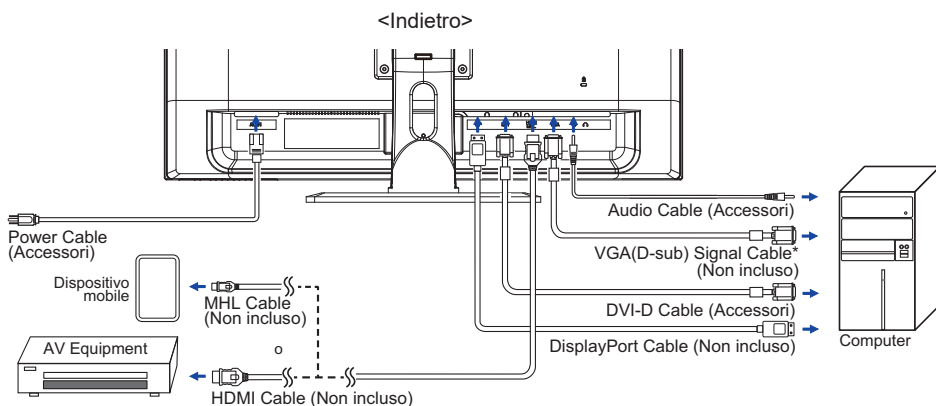 <Indietro>
Audio Cable (Accessori)
Power Cable
(Accessori)
VGA(D-sub) Signal Cable*
(Non incluso)
Dispositivo
mobile
MHL Cable
(Non incluso)
DVI-D Cable (Accessori)
o
AV Equipment
DisplayPort Cable (Non incluso)
Computer
HDMI Cable (Non incluso)